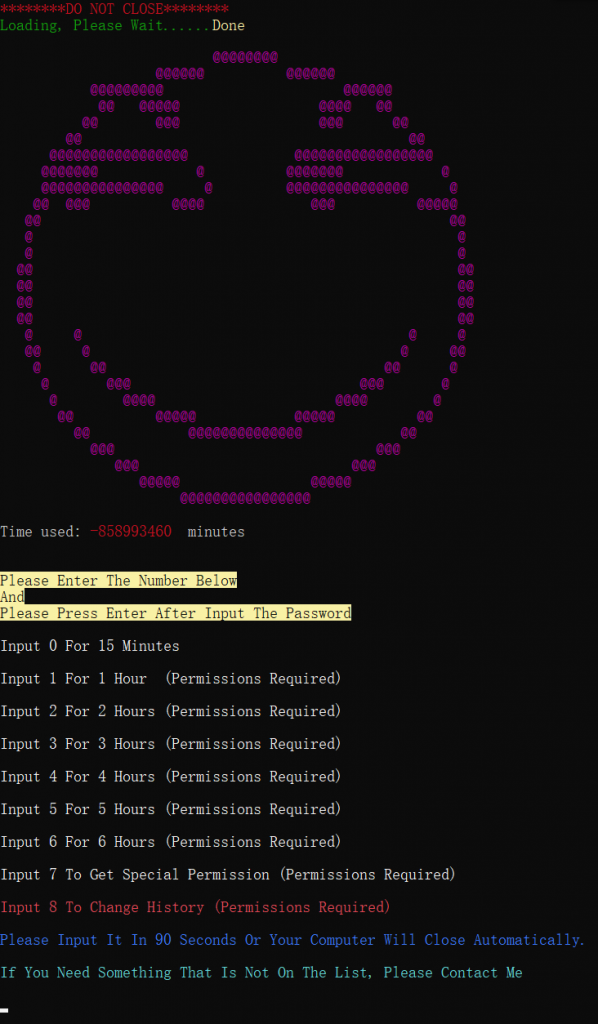 ********DO NOT CLOSE********
Loading, Please Wait......Done
Time used: -858993460  minutes
Please Enter The Number Below
And
Please Press Enter After Input The Password
Input 0 For 15 Minutes
Input 1 For 1 Hour  (Permissions Required)
Input 2 For 2 Hours (Permissions Required)
Input 3 For 3 Hours (Permissions Required)
Input 4 For 4 Hours (Permissions Required)
Input 5 For 5 Hours (Permissions Required)
Input 6 For 6 Hours (Permissions Required)
Input 7 To Get Special Permission (Permissions Required)
Input 8 To Change History (Permissions Required)
Please Input It In 90 Seconds Or Your Computer Will Close Automatically.
If You Need Something That Is Not On The List, Please Contact Me